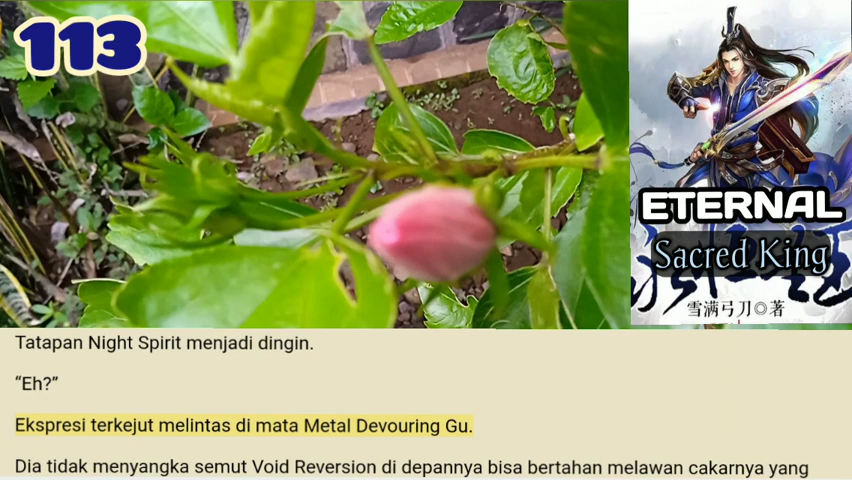 113
ETERNAL
Sacred King
雪满弓刀◎著
Tatapan Night Spirit menjadi dingin.
“Eh?”
Ekspresi terkejut melintas di mata Metal Devouring Gu.
Dia tidak menyangka semut Void Reversion di depannya bisa bertahan melawan cakarnya yang